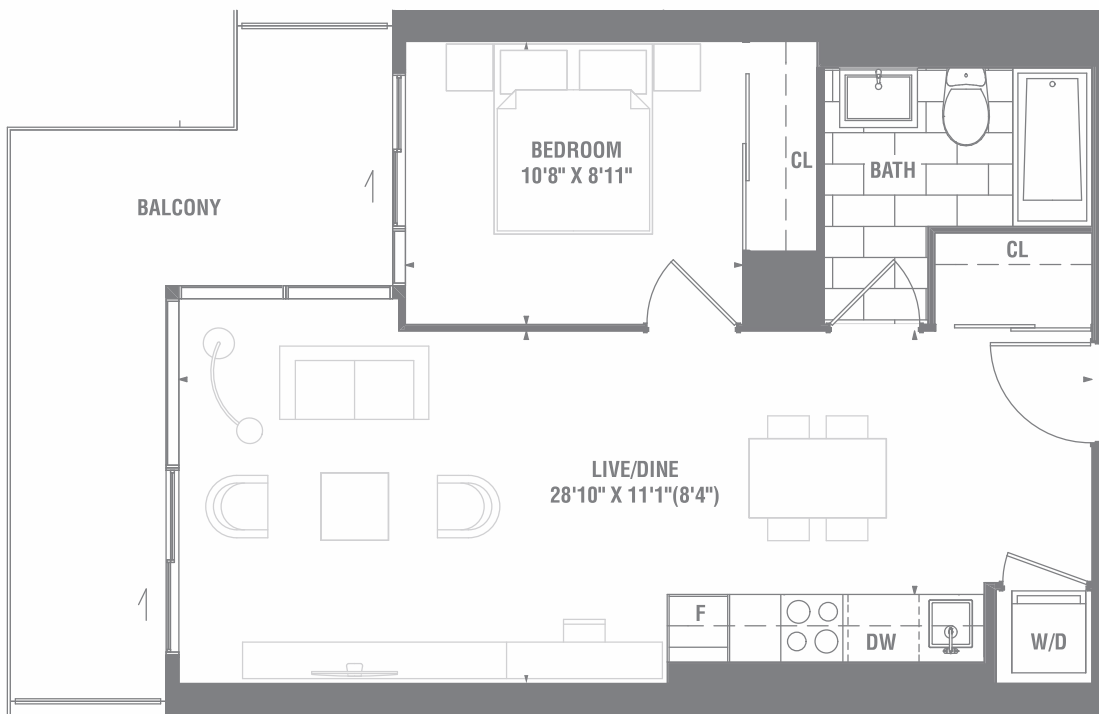 BEDROOM
10'8" X 8'11"
CL
BATH
BALCONY
CL
LIVE/DINE
28'10" X 11'1"(8'4")
F
DW
W/D